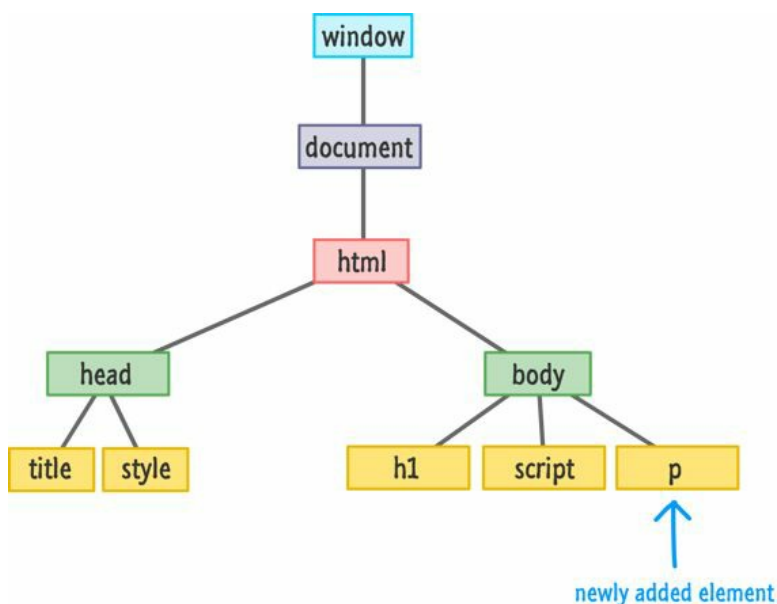 window
document
html
head
body
title
style
h1
script
p
newly added element